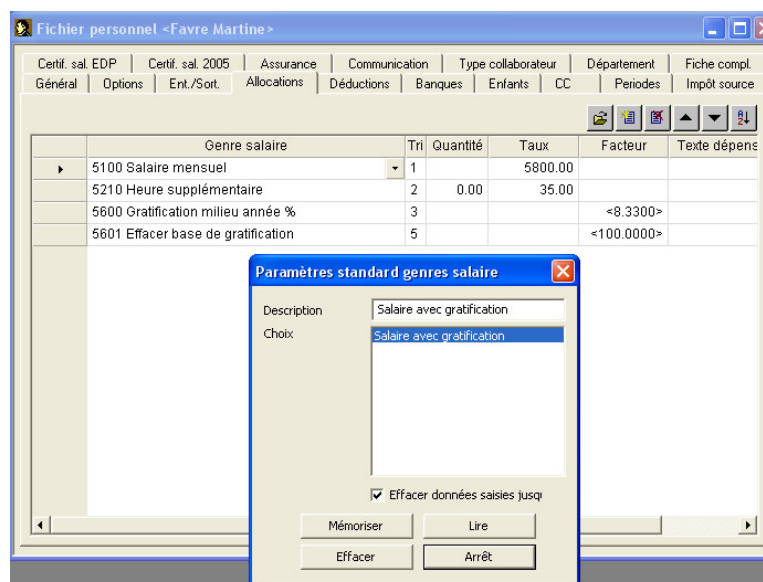 Fichier personnel <Favre Martine>
Certif. sal. EDP Certif. sal. 2005 Assurance Communication Type collaborateur Département Fiche compl.
Général Options Ent./Sort. Allocations Déductions Banques Enfants CC Periodes Impôt source
Genre salaire Tri Quantité Taux Facteur Texte dépens
5100 Salaire mensuel 1 5800.00
5210 Heure supplémentaire 2 0.00 35.00
5600 Gratification milieu année % 3 <8.3300>
5601 Effacer base de gratification 5 <100.0000>
Paramètres standard genres salaire
Description Salaire avec gratification
Choix Salaire avec gratification
Effacer données saisies jusqu
Mémoriser Lire
Effacer Arrêt